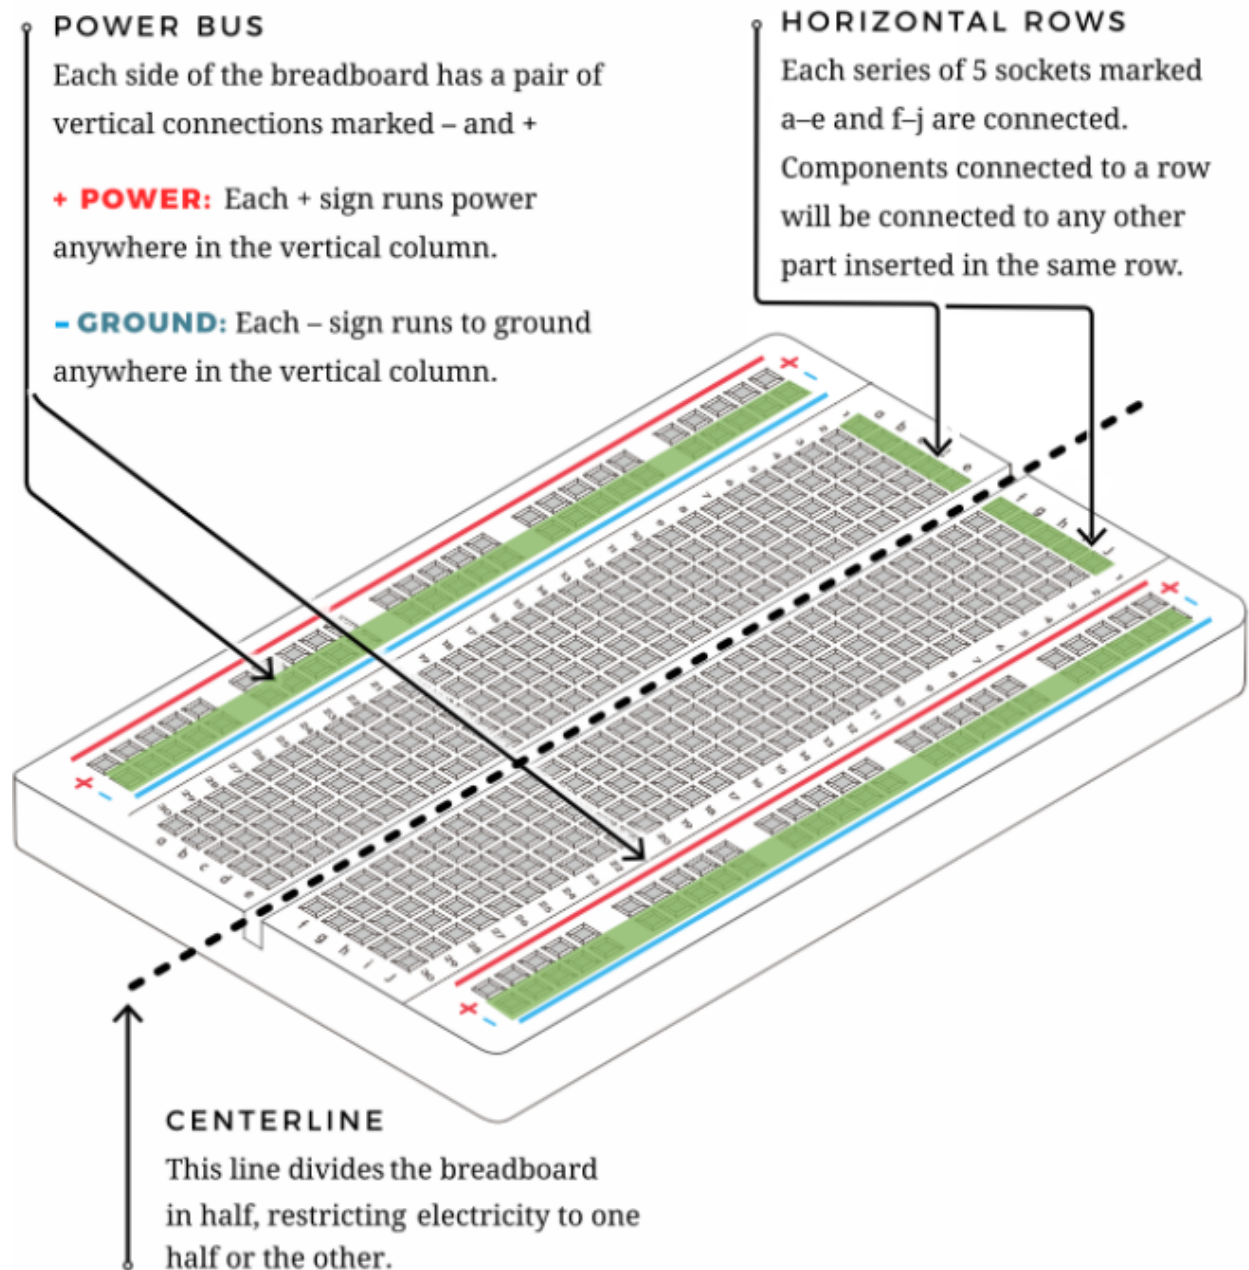 POWER BUS
Each side of the breadboard has a pair of
vertical connections marked – and +
+ POWER: Each + sign runs power
anywhere in the vertical column.
– GROUND: Each – sign runs to ground
anywhere in the vertical column.
HORIZONTAL ROWS
Each series of 5 sockets marked
a–e and f–j are connected.
Components connected to a row
will be connected to any other
part inserted in the same row.
+ –
a b e
f g h j
+ –
+ –
a b c d e
f g h i j
+ –
CENTERLINE
This line divides the breadboard
in half, restricting electricity to one
half or the other.